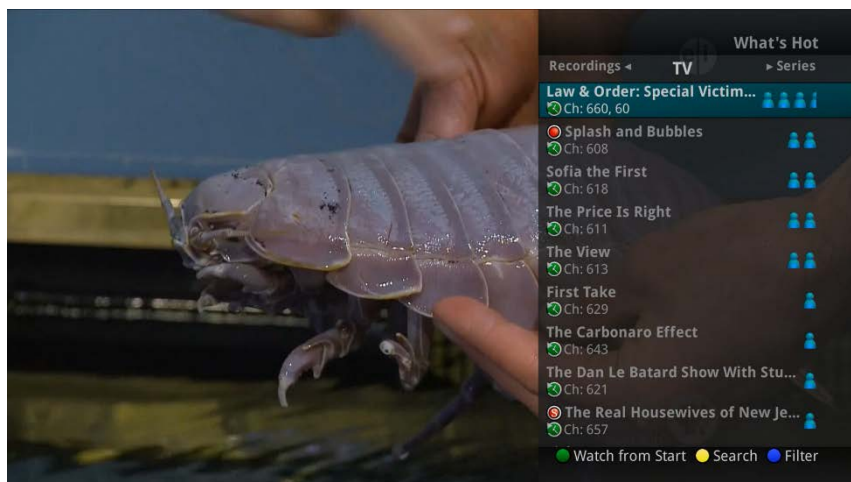 What's Hot
Recordings ◂ TV ▸ Series
Law & Order: Special Victim...
Ch: 660, 60
Splash and Bubbles
Ch: 608
Sofia the First
Ch: 618
The Price Is Right
Ch: 611
The View
Ch: 613
First Take
Ch: 629
The Carbonaro Effect
Ch: 643
The Dan Le Batard Show With Stu...
Ch: 621
S The Real Housewives of New Je...
Ch: 657
Watch from Start Search Filter